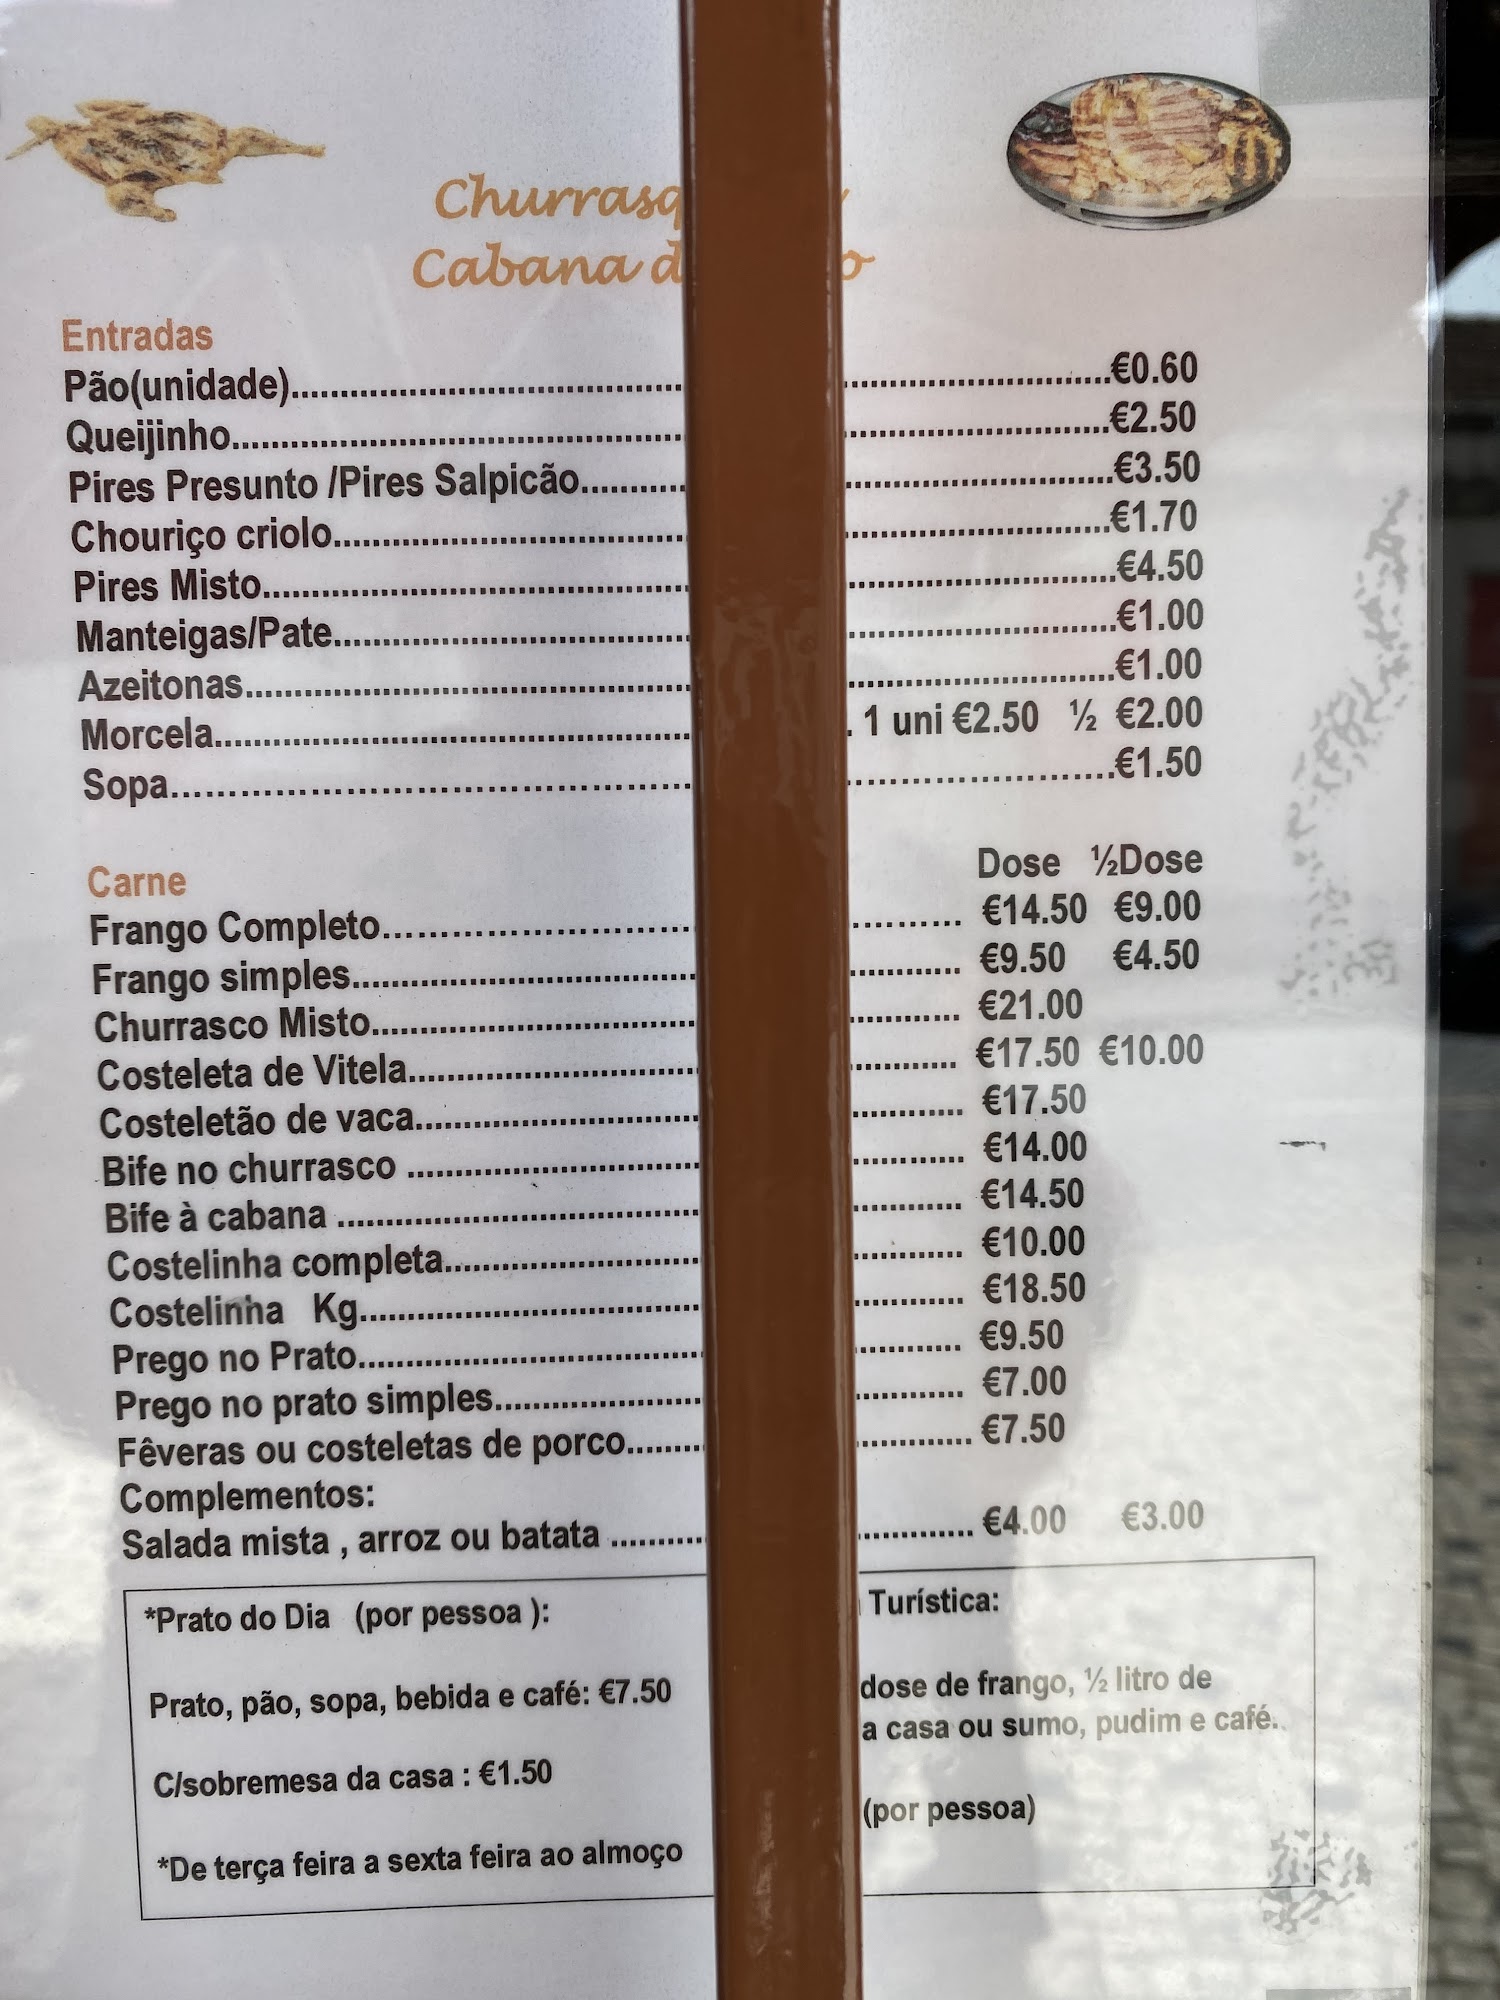 Churrasq
Cabana d o
Entradas
Pão(unidade)..........€0.60
Queijinho..........€2.50
Pires Presunto /Pires Salpicão..........€3.50
Chouriço criolo..........€1.70
Pires Misto..........€4.50
Manteigas/Pate..........€1.00
Azeitonas..........€1.00
Morcela.......... 1 uni €2.50 ½ €2.00
Sopa..........€1.50
Carne Dose ½Dose
Frango Completo.......... €14.50 €9.00
Frango simples.......... €9.50 €4.50
Churrasco Misto.......... €21.00
Costeleta de Vitela.......... €17.50 €10.00
Costeletão de vaca.......... €17.50
Bife no churrasco .......... €14.00
Bife à cabana .......... €14.50
Costelinha completa.......... €10.00
Costelinha Kg.......... €18.50
Prego no Prato.......... €9.50
Prego no prato simples.......... €7.00
Fêveras ou costeletas de porco.......... €7.50
Complementos:
Salada mista , arroz ou batata .......... €4.00 €3.00
*Prato do Dia (por pessoa ):
Prato, pão, sopa, bebida e café: €7.50
C/sobremesa da casa : €1.50
*De terça feira a sexta feira ao almoço
Turística:
dose de frango, ½ litro de
a casa ou sumo, pudim e café.
(por pessoa)